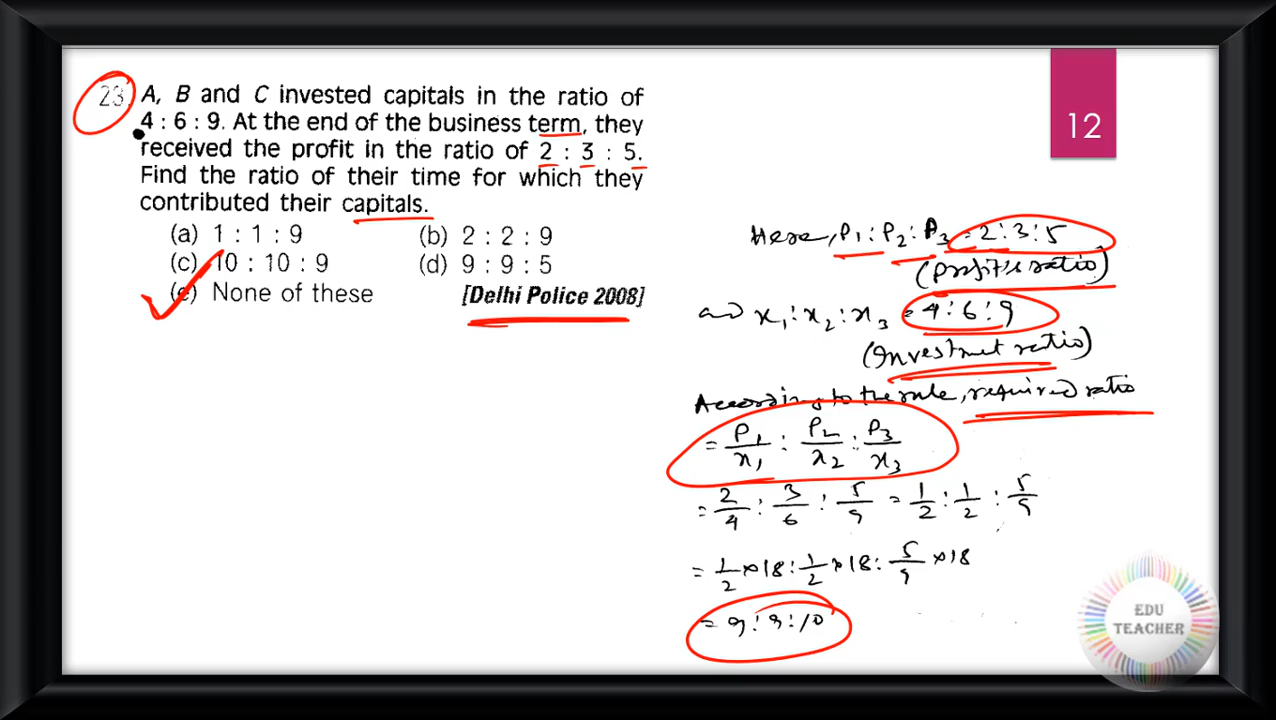 23 A, B and C invested capitals in the ratio of
4 : 6 : 9. At the end of the business term, they
received the profit in the ratio of 2 : 3 : 5.
Find the ratio of their time for which they
contributed their capitals.
(a) 1 : 1 : 9 (b) 2 : 2 : 9
(c) 10 : 10 : 9 (d) 9 : 9 : 5
(e) None of these [Delhi Police 2008]
12
Here, P₁ : P₂ : P₃ = 2 : 3 : 5
(Profit ratio)
and x₁ : x₂ : x₃ = 4 : 6 : 9
(Investment ratio)
According to the rule, required ratio
= P₁/x₁ : P₂/x₂ : P₃/x₃
= 2/4 : 3/6 : 5/9 = 1/2 : 1/2 : 5/9
= 1/2 × 18 : 1/2 × 18 : 5/9 × 18
= 9 : 9 : 10
EDU
TEACHER